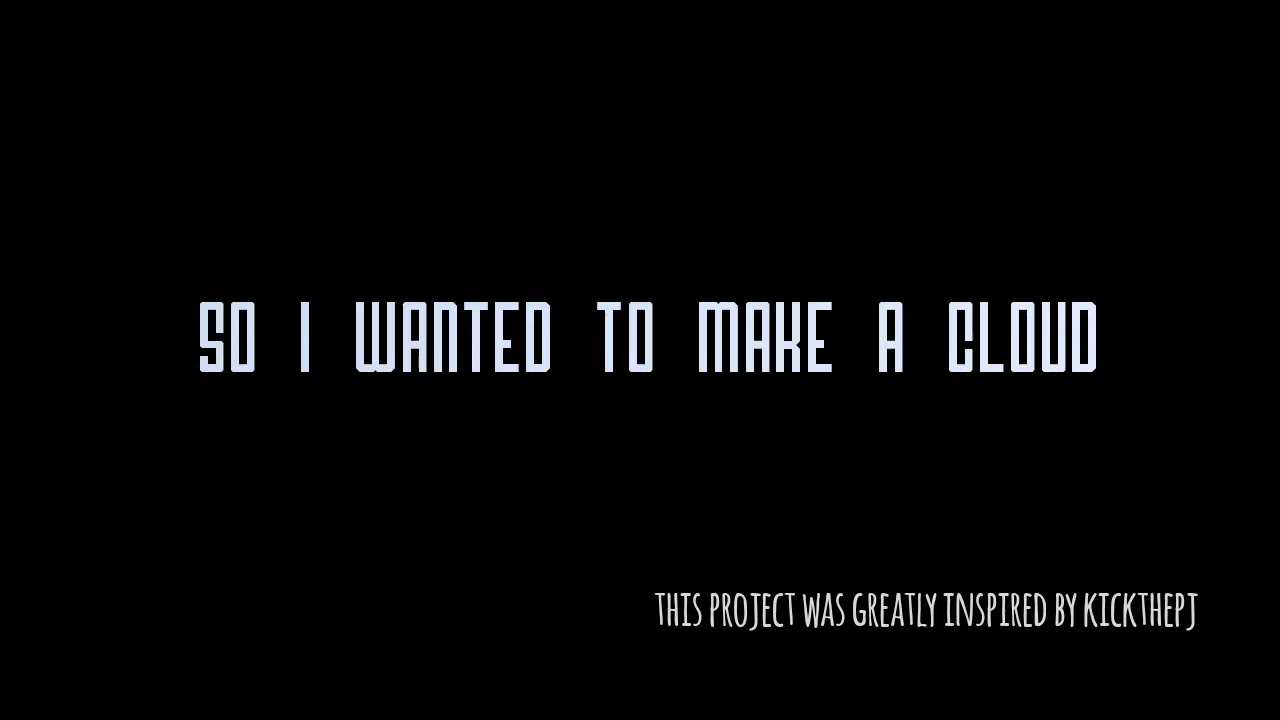 SO I WANTED TO MAKE A CLOUD
THIS PROJECT WAS GREATLY INSPIRED BY KICKTHEPJ